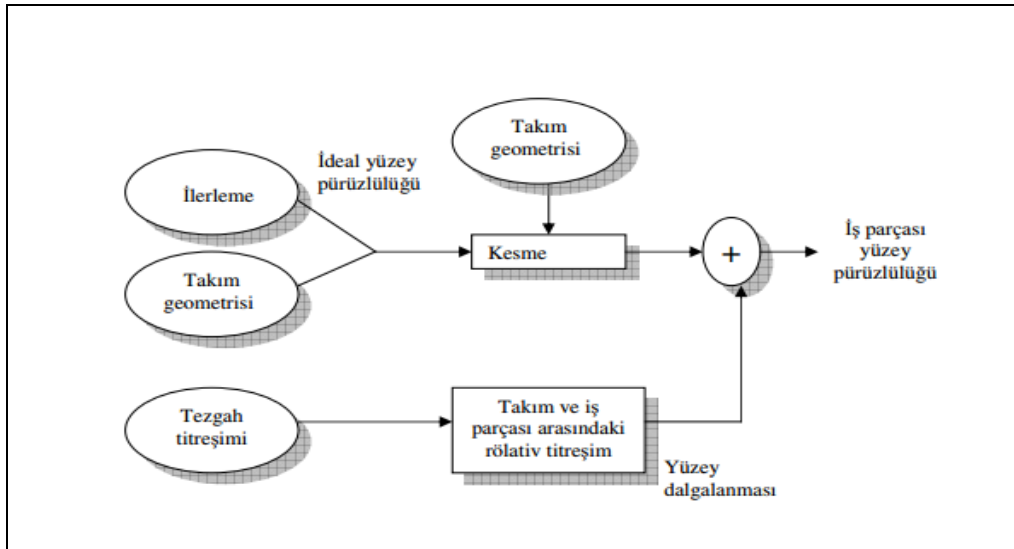 Takım
geometrisi
İdeal yüzey
pürüzlülüğü
İlerleme
Takım
geometrisi
Kesme
+
İş parçası
yüzey
pürüzlülüğü
Tezgah
titreşimi
Takım ve iş
parçası arasındaki
rölativ titreşim
Yüzey
dalgalanması